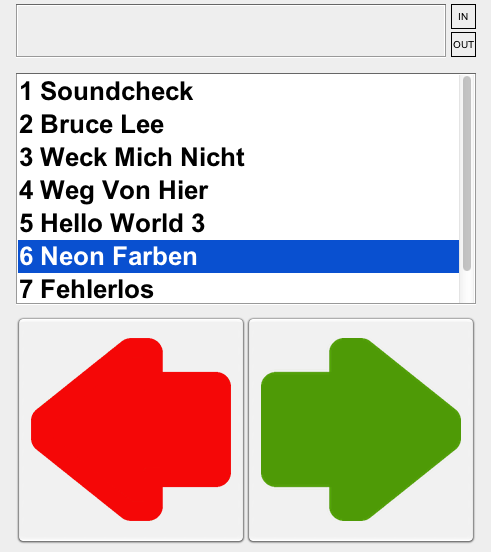 IN
OUT
1 Soundcheck
2 Bruce Lee
3 Weck Mich Nicht
4 Weg Von Hier
5 Hello World 3
6 Neon Farben
7 Fehlerlos